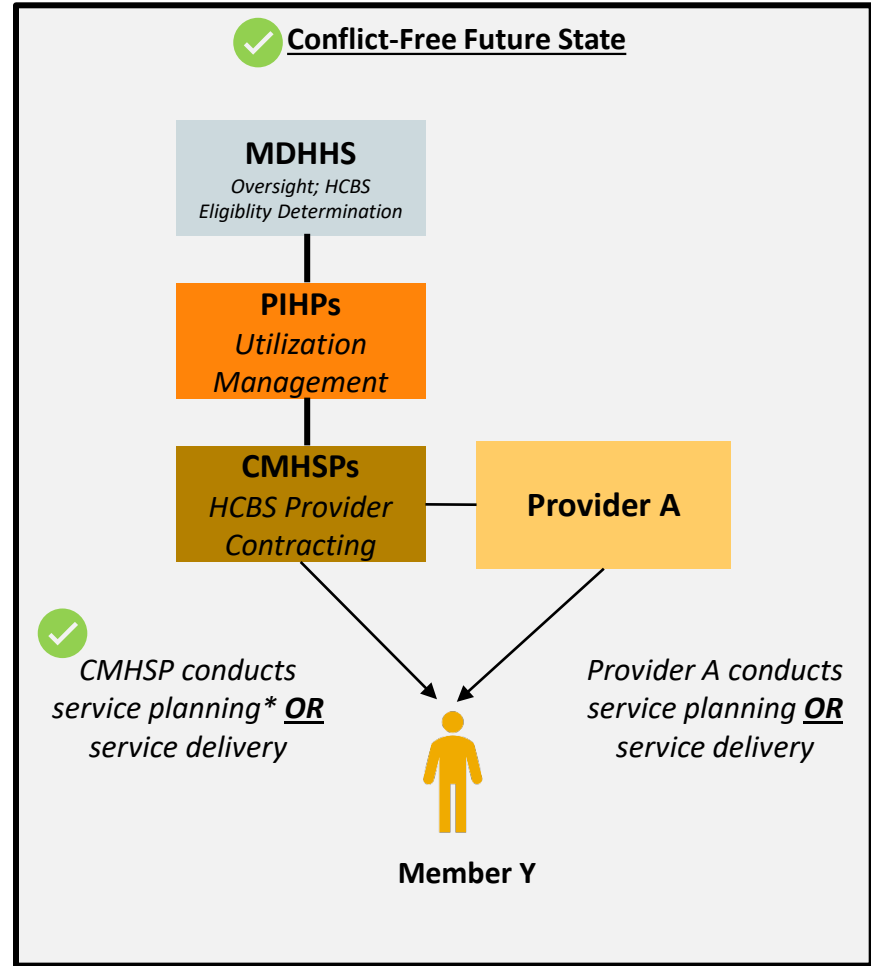 Conflict-Free Future State
MDHHS
Oversight; HCBS
Eligiblity Determination
PIHPs
Utilization
Management
CMHSPs
HCBS Provider
Contracting
Provider A
CMHSP conducts
service planning* OR
service delivery
Provider A conducts
service planning OR
service delivery
Member Y